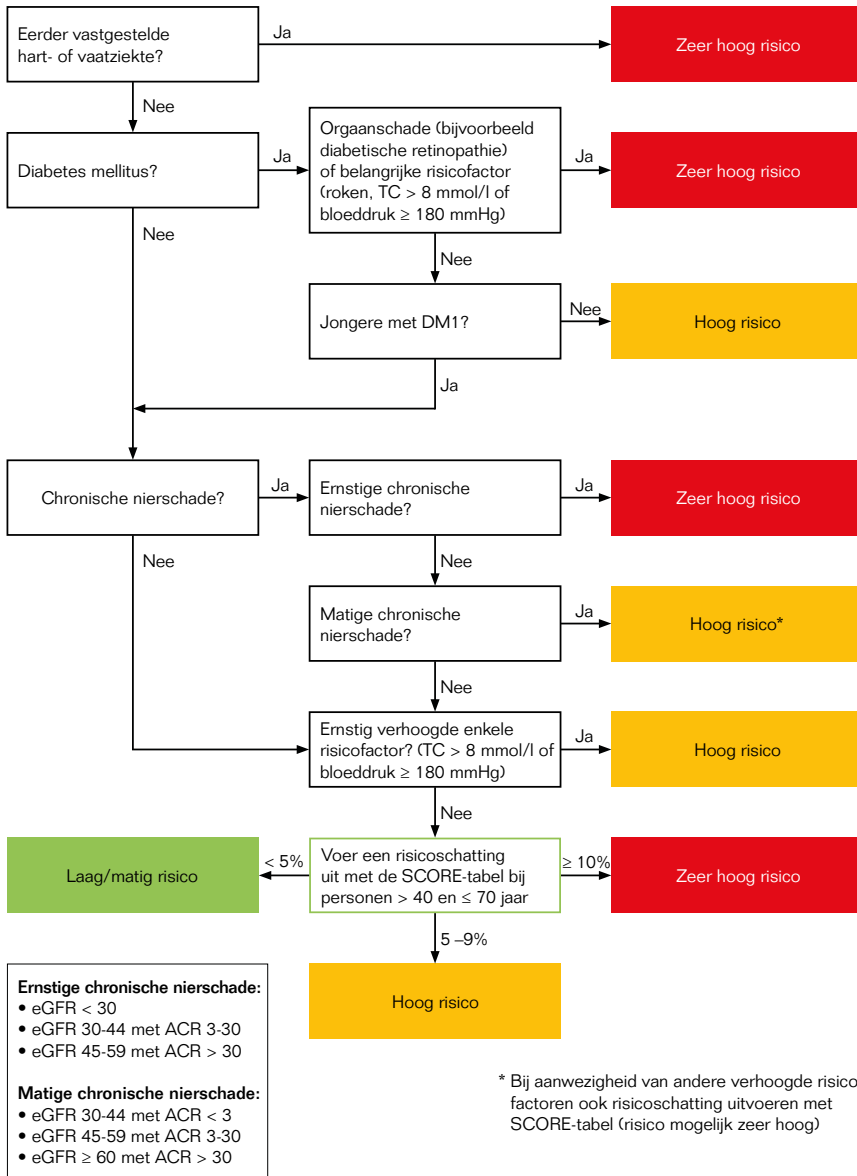 Eerder vastgestelde
hart- of vaatziekte?
Ja
Zeer hoog risico
Nee
Diabetes mellitus?
Ja
Orgaanschade (bijvoorbeeld
diabetische retinopathie)
of belangrijke risicofactor
(roken, TC > 8 mmol/l of
bloeddruk ≥ 180 mmHg)
Ja
Zeer hoog risico
Nee
Nee
Jongere met DM1?
Nee
Hoog risico
Ja
Chronische nierschade?
Ja
Ernstige chronische
nierschade?
Ja
Zeer hoog risico
Nee
Nee
Matige chronische
nierschade?
Ja
Hoog risico*
Nee
Ernstig verhoogde enkele
risicofactor? (TC > 8 mmol/l of
bloeddruk ≥ 180 mmHg)
Ja
Hoog risico
Nee
Laag/matig risico
< 5%
Voer een risicoschatting
uit met de SCORE-tabel bij
personen > 40 en ≤ 70 jaar
≥ 10%
Zeer hoog risico
5 –9%
Hoog risico
Ernstige chronische nierschade:
• eGFR < 30
• eGFR 30-44 met ACR 3-30
• eGFR 45-59 met ACR > 30
Matige chronische nierschade:
• eGFR 30-44 met ACR < 3
• eGFR 45-59 met ACR 3-30
• eGFR ≥ 60 met ACR > 30
* Bij aanwezigheid van andere verhoogde risico
factoren ook risicoschatting uitvoeren met
SCORE-tabel (risico mogelijk zeer hoog)